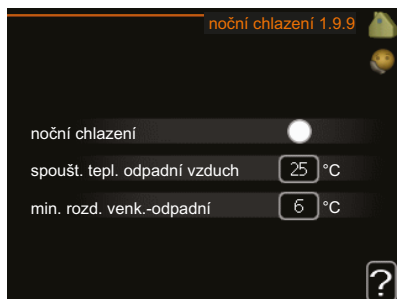 noční chlazení 1.9.9
noční chlazení
spoušt. tepl. odpadní vzduch 25 °C
min. rozd. venk.-odpadní 6 °C
?